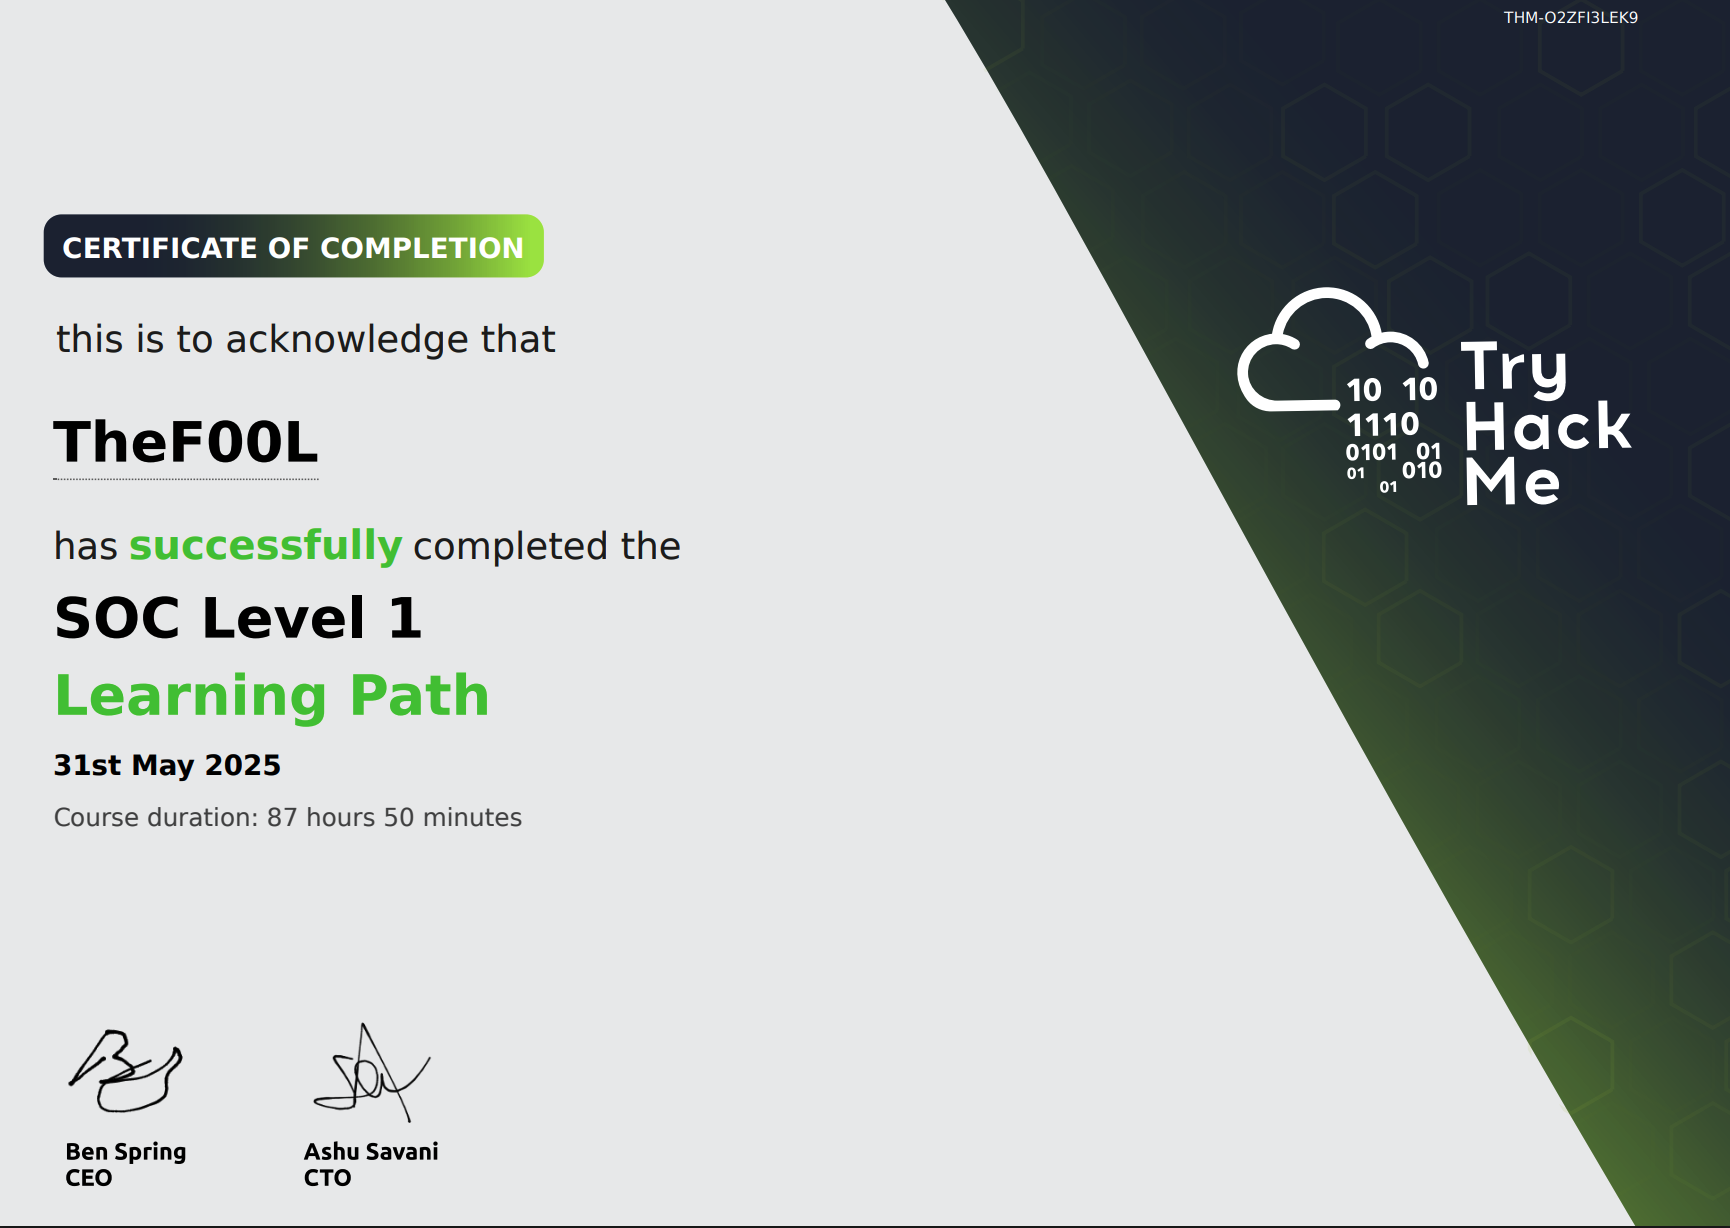 THM-O2ZFI3LEK9
CERTIFICATE OF COMPLETION
this is to acknowledge that
TheF00L
has successfully completed the
SOC Level 1
Learning Path
31st May 2025
Course duration: 87 hours 50 minutes
10 10
1110
0101 01
01 010
01
Try
Hack
Me
Ben Spring
CEO
Ashu Savani
CTO